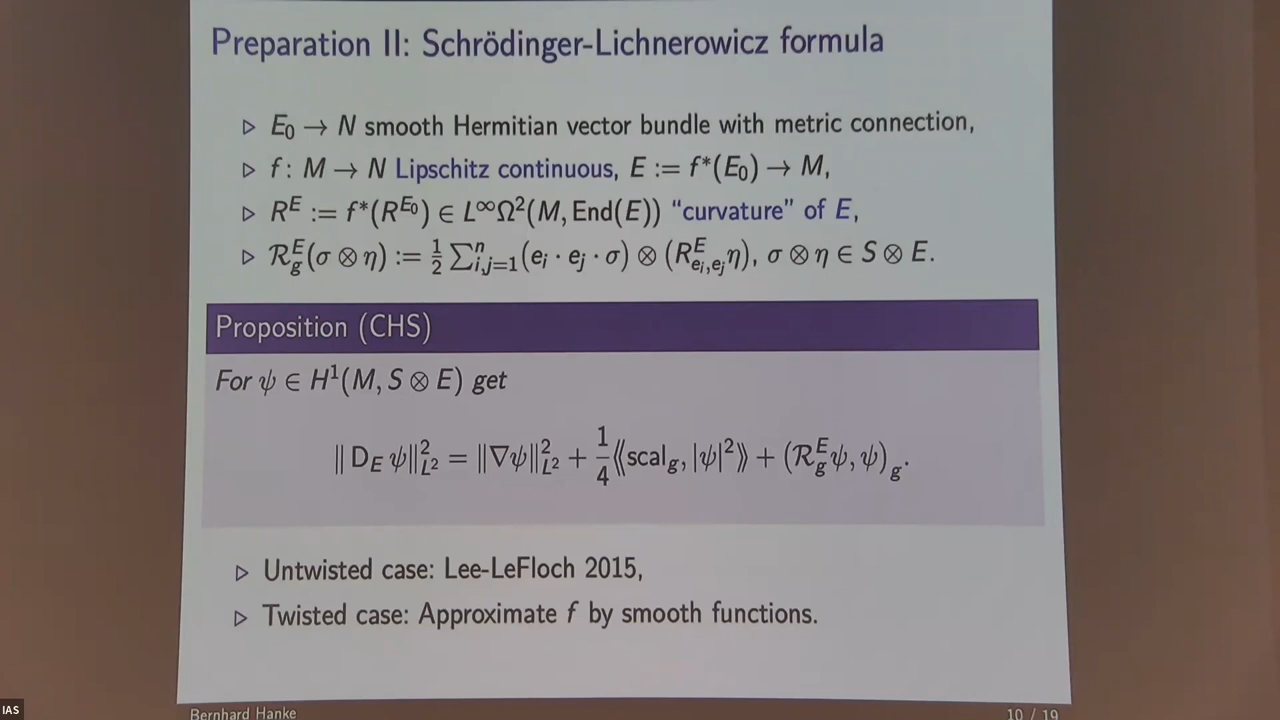 Preparation II: Schrödinger-Lichnerowicz formula
▷ E₀ → N smooth Hermitian vector bundle with metric connection,
▷ f : M → N Lipschitz continuous, E := f*(E₀) → M,
▷ R^E := f*(R^{E₀}) ∈ L^∞Ω²(M, End(E)) “curvature” of E,
▷ ℛ_g^E(σ ⊗ η) := ½ ∑_{i,j=1}^n (e_i · e_j · σ) ⊗ (R^E_{e_i,e_j} η), σ ⊗ η ∈ S ⊗ E.
Proposition (CHS)
For ψ ∈ H¹(M, S ⊗ E) get
‖ D_E ψ‖²_{L²} = ‖∇ψ‖²_{L²} + 1/4 ⟪scal_g, |ψ|²⟫ + (ℛ_g^E ψ, ψ)_g.
▷ Untwisted case: Lee-LeFloch 2015,
▷ Twisted case: Approximate f by smooth functions.
Bernhard Hanke 10 / 19
IAS